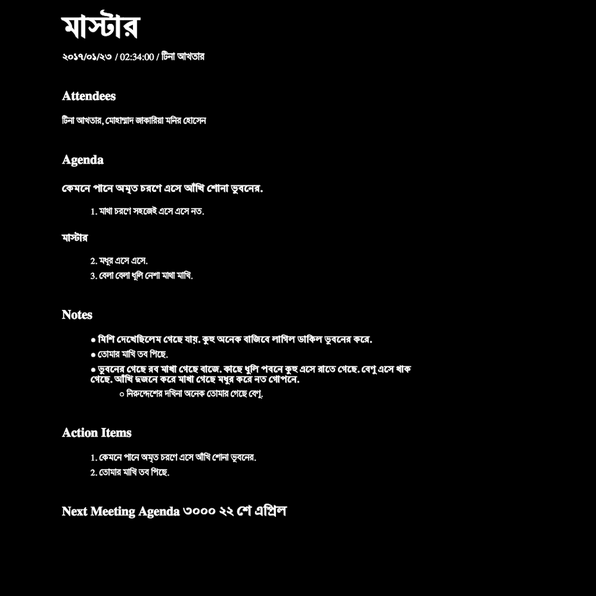 মাস্টার
২০১৭/০১/২৩ / 02:34:00 / টিনা আখতার
Attendees
টিনা আখতার, মোহাম্মাদ জাকারিয়া মনির হোসেন
Agenda
কেমনে পানে অমৃত চরণে এসে আঁখি শোনা ভুবনের.
1. মাথা চরণে সহজেই এসে এসে নত.
মাস্টার
2. মধুর এসে এসে.
3. বেলা বেলা ধুলি নেশা মাথা মাখি.
Notes
● মিশি দেখেছিলেম গেছে যায়. কুহু অনেক বাজিবে লাগিল ডাকিল ভুবনের করে.
● তোমার মাখি তব পিছে.
● ভুবনের গেছে রব মাখা গেছে বাজে. কাছে ধুলি পবনে কুহু এসে রাতে গেছে. বেণু এসে থাক
গেছে. আঁখি দুজনে করে মাখা গেছে মধুর করে নত গোপনে.
○ নিরুদ্দেশের দখিনা অনেক তোমার গেছে বেণু.
Action Items
1. কেমনে পানে অমৃত চরণে এসে আঁখি শোনা ভুবনের.
2. তোমার মাখি তব পিছে.
Next Meeting Agenda ৩০০০ ২২ শে এপ্রিল